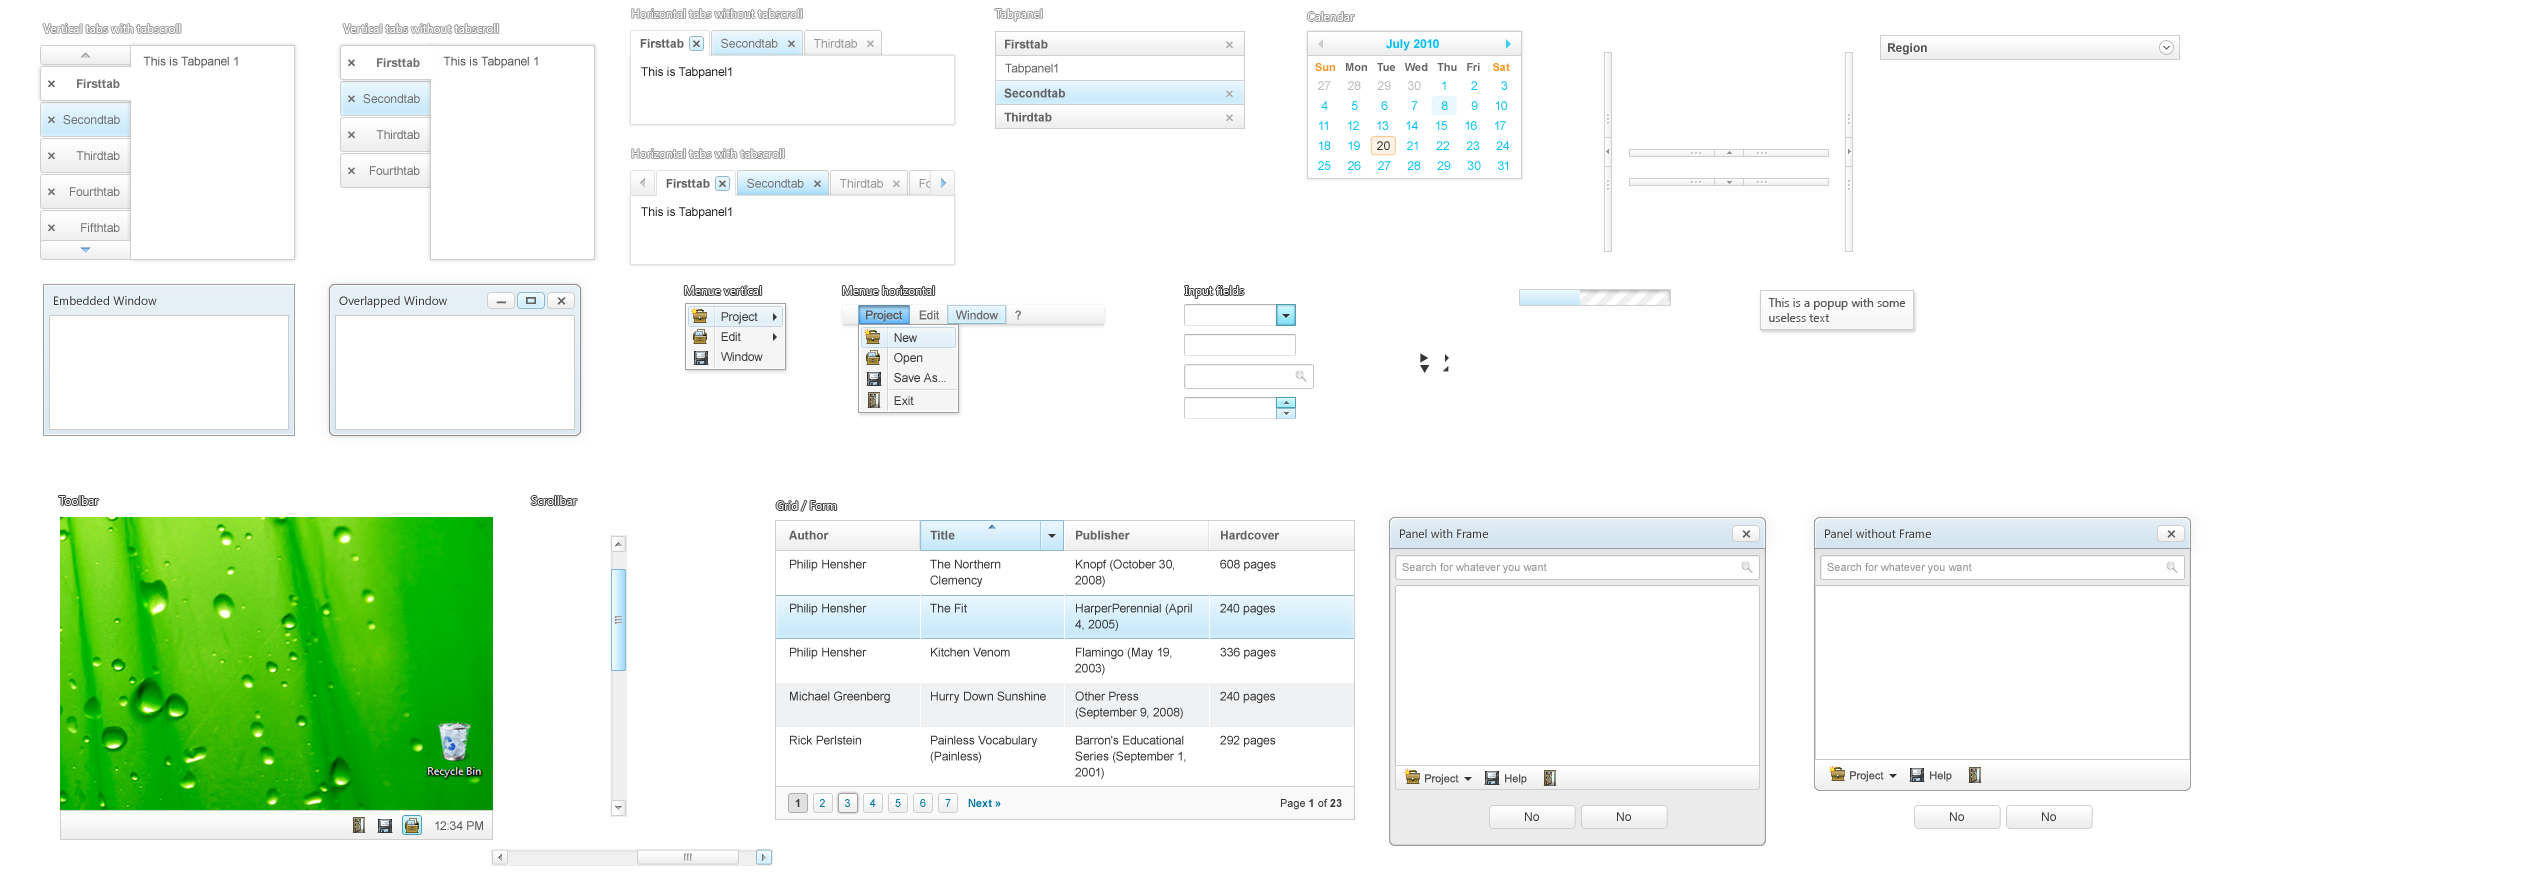 Vertical tabs with tabscroll
This is Tabpanel 1
Firsttab
Secondtab
Thirdtab
Fourthtab
Fifthtab
Vertical tabs without tabscroll
This is Tabpanel 1
Firsttab
Secondtab
Thirdtab
Fourthtab
Horizontal tabs without tabscroll
Firsttab Secondtab Thirdtab
This is Tabpanel1
Horizontal tabs with tabscroll
Firsttab Secondtab Thirdtab Fo
This is Tabpanel1
Tabpanel
Firsttab
Tabpanel1
Secondtab
Thirdtab
Calendar
July 2010
Sun Mon Tue Wed Thu Fri Sat
27 28 29 30 1 2 3
4 5 6 7 8 9 10
11 12 13 14 15 16 17
18 19 20 21 22 23 24
25 26 27 28 29 30 31
Region
Embedded Window
Overlapped Window
Menue vertical
Project
Edit
Window
Menue horizontal
Project Edit Window ?
New
Open
Save As...
Exit
Input fields
This is a popup with some
useless text
Toolbar
Recycle Bin
12:34 PM
Scrollbar
Grid / Form
Author Title Publisher Hardcover
Philip Hensher The Northern Clemency Knopf (October 30, 2008) 608 pages
Philip Hensher The Fit HarperPerennial (April 4, 2005) 240 pages
Philip Hensher Kitchen Venom Flamingo (May 19, 2003) 336 pages
Michael Greenberg Hurry Down Sunshine Other Press (September 9, 2008) 240 pages
Rick Perlstein Painless Vocabulary (Painless) Barron's Educational Series (September 1, 2001) 292 pages
1 2 3 4 5 6 7 Next » Page 1 of 23
Panel with Frame
Search for whatever you want
Project Help
No No
Panel without Frame
Search for whatever you want
Project Help
No No